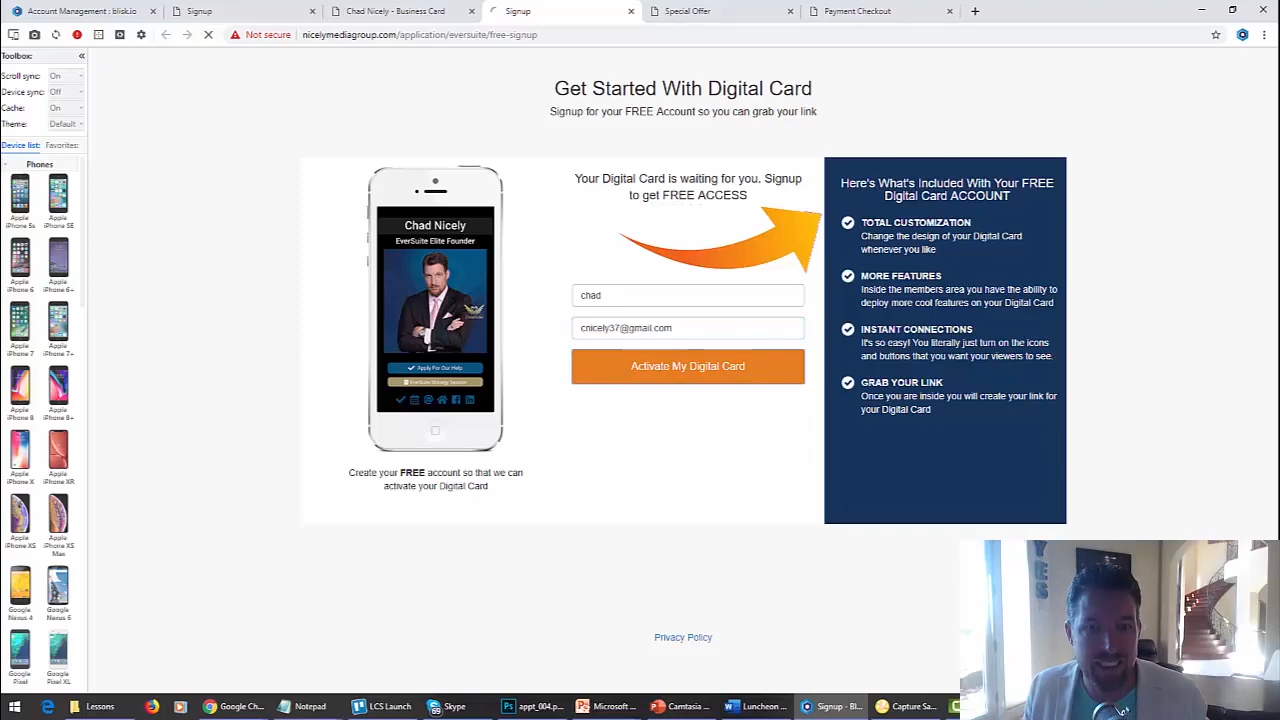 Account Management : blisk.io
Signup
Chad Nicely - Business Card
Signup
Special Offer
Payment Checkout
Not secure
nicelymediagroup.com/application/eversuite/free-signup
Toolbox:
Scroll sync: On
Device sync: Off
Cache: On
Theme: Default
Device list: Favorites:
Phones
Apple iPhone 5s
Apple iPhone SE
Apple iPhone 6
Apple iPhone 6+
Apple iPhone 7
Apple iPhone 7+
Apple iPhone 8
Apple iPhone 8+
Apple iPhone X
Apple iPhone XR
Apple iPhone XS
Apple iPhone XS Max
Google Nexus 4
Google Nexus 6
Google Pixel
Google Pixel XL
Get Started With Digital Card
Signup for your FREE Account so you can grab your link
Chad Nicely
EverSuite Elite Founder
Apply For Our Help
EverSuite Strategy Session
Create your FREE account so that we can
activate your Digital Card
Your Digital Card is waiting for you. Signup
to get FREE ACCESS
chad
cnicely37@gmail.com
Activate My Digital Card
Here's What's Included With Your FREE
Digital Card ACCOUNT
TOTAL CUSTOMIZATION
Change the design of your Digital Card
whenever you like
MORE FEATURES
Inside the members area you have the ability to
deploy more cool features on your Digital Card
INSTANT CONNECTIONS
It's so easy! You literally just turn on the icons
and buttons that you want your viewers to see.
GRAB YOUR LINK
Once you are inside you will create your link for
your Digital Card
Privacy Policy
Lessons
Google C
Notepad
LCS Launch
69
Skype
appt_004.p...
Microsoft ...
Camtasia ...
Luncheon ...
Signup - Bl...
Capture Sa...